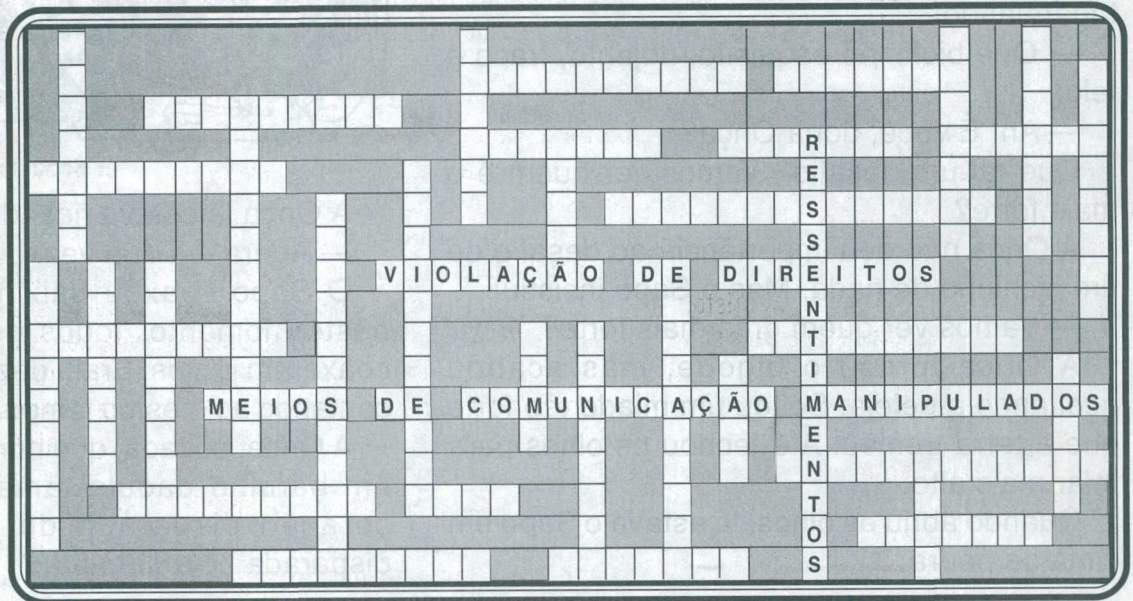 RESSENTIMENTOS
VIOLAÇÃO DE DIREITOS
MEIOS DE COMUNICAÇÃO MANIPULADOS